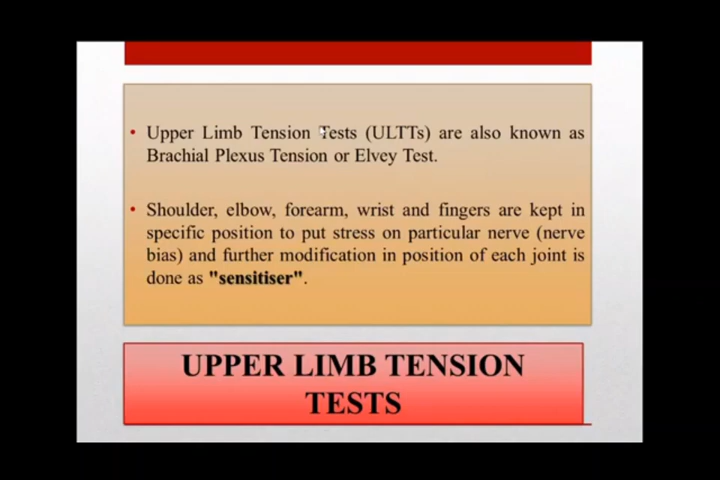 • Upper Limb Tension Tests (ULTTs) are also known as
Brachial Plexus Tension or Elvey Test.
• Shoulder, elbow, forearm, wrist and fingers are kept in
specific position to put stress on particular nerve (nerve
bias) and further modification in position of each joint is
done as "sensitiser".
UPPER LIMB TENSION
TESTS